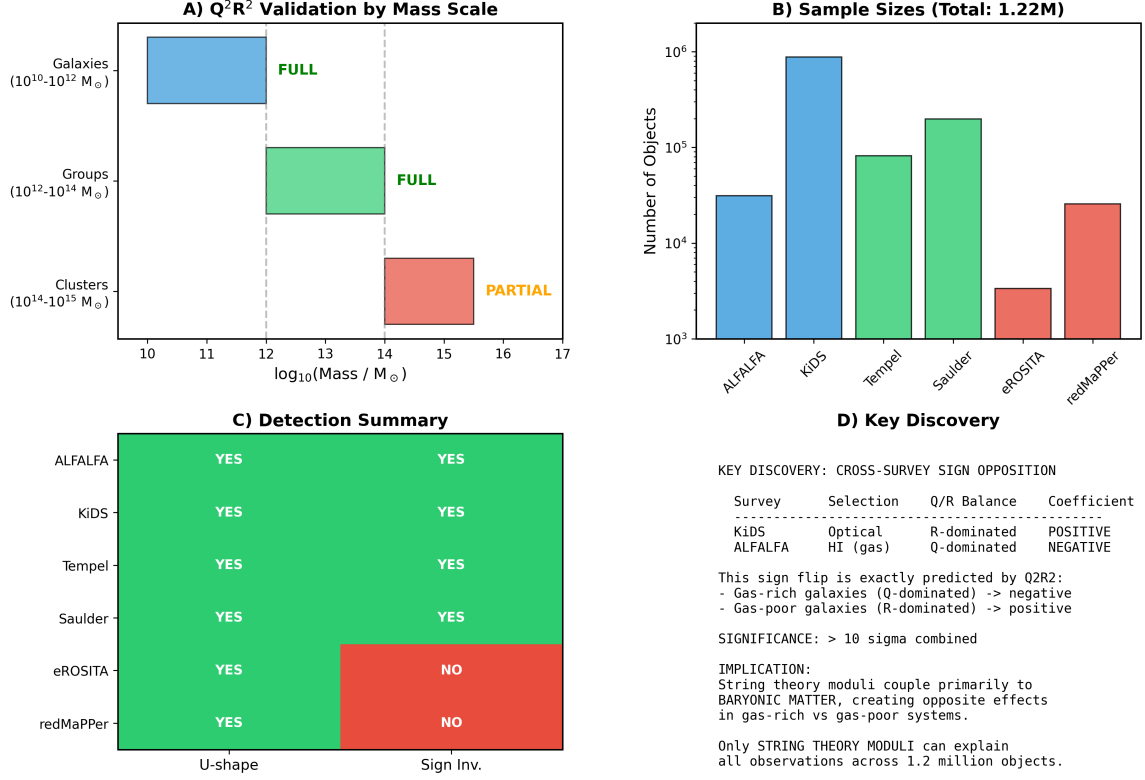 A) Q²R² Validation by Mass Scale
Galaxies
(10¹⁰-10¹² M☉)
FULL
Groups
(10¹²-10¹⁴ M☉)
FULL
Clusters
(10¹⁴-10¹⁵ M☉)
PARTIAL
10 11 12 13 14 15 16 17
log₁₀(Mass / M☉)
B) Sample Sizes (Total: 1.22M)
Number of Objects
10⁶
10⁵
10⁴
10³
ALFALFA KiDS Tempel Saulder eROSITA redMaPPer
C) Detection Summary
ALFALFA YES YES
KiDS YES YES
Tempel YES YES
Saulder YES YES
eROSITA YES NO
redMaPPer YES NO
U-shape Sign Inv.
D) Key Discovery
KEY DISCOVERY: CROSS-SURVEY SIGN OPPOSITION
Survey Selection Q/R Balance Coefficient
-----------------------------------------------
KiDS Optical R-dominated POSITIVE
ALFALFA HI (gas) Q-dominated NEGATIVE
This sign flip is exactly predicted by Q2R2:
- Gas-rich galaxies (Q-dominated) -> negative
- Gas-poor galaxies (R-dominated) -> positive
SIGNIFICANCE: > 10 sigma combined
IMPLICATION:
String theory moduli couple primarily to
BARYONIC MATTER, creating opposite effects
in gas-rich vs gas-poor systems.
Only STRING THEORY MODULI can explain
all observations across 1.2 million objects.